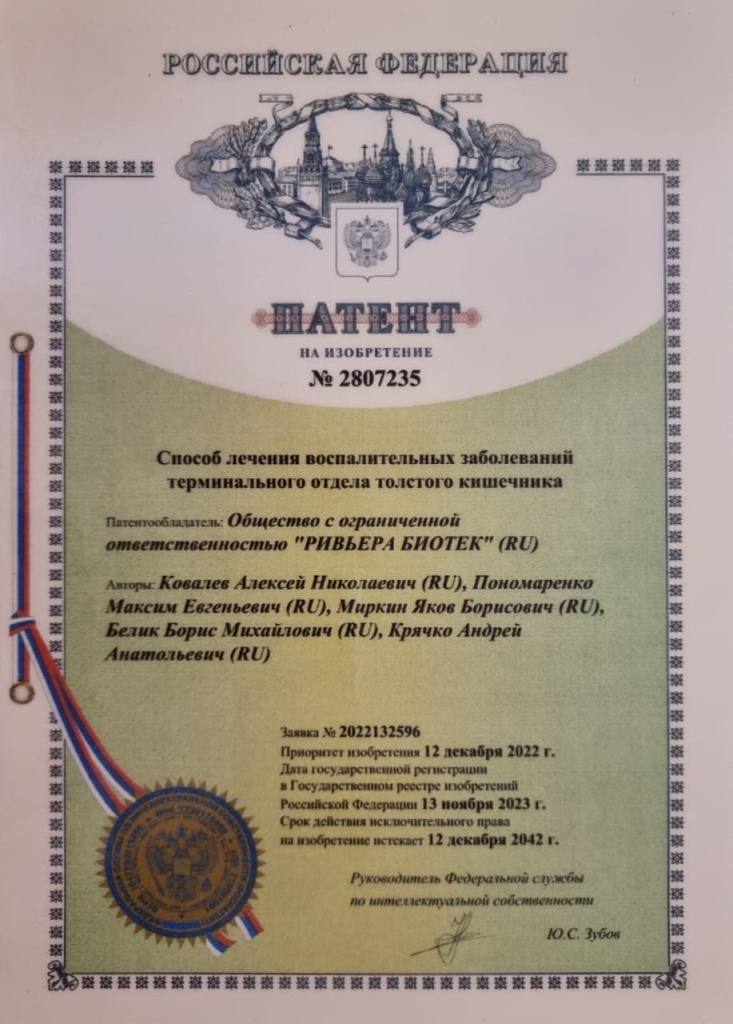 РОССИЙСКАЯ ФЕДЕРАЦИЯ
ПАТЕНТ
НА ИЗОБРЕТЕНИЕ
№ 2807235
Способ лечения воспалительных заболеваний
терминального отдела толстого кишечника
Патентообладатель: Общество с ограниченной
ответственностью "РИВЬЕРА БИОТЕК" (RU)
Авторы: Ковалев Алексей Николаевич (RU), Пономаренко
Максим Евгеньевич (RU), Миркин Яков Борисович (RU),
Белик Борис Михайлович (RU), Крячко Андрей
Анатольевич (RU)
Заявка № 2022132596
Приоритет изобретения 12 декабря 2022 г.
Дата государственной регистрации
в Государственном реестре изобретений
Российской Федерации 13 ноября 2023 г.
Срок действия исключительного права
на изобретение истекает 12 декабря 2042 г.
Руководитель Федеральной службы
по интеллектуальной собственности
Ю.С. Зубов